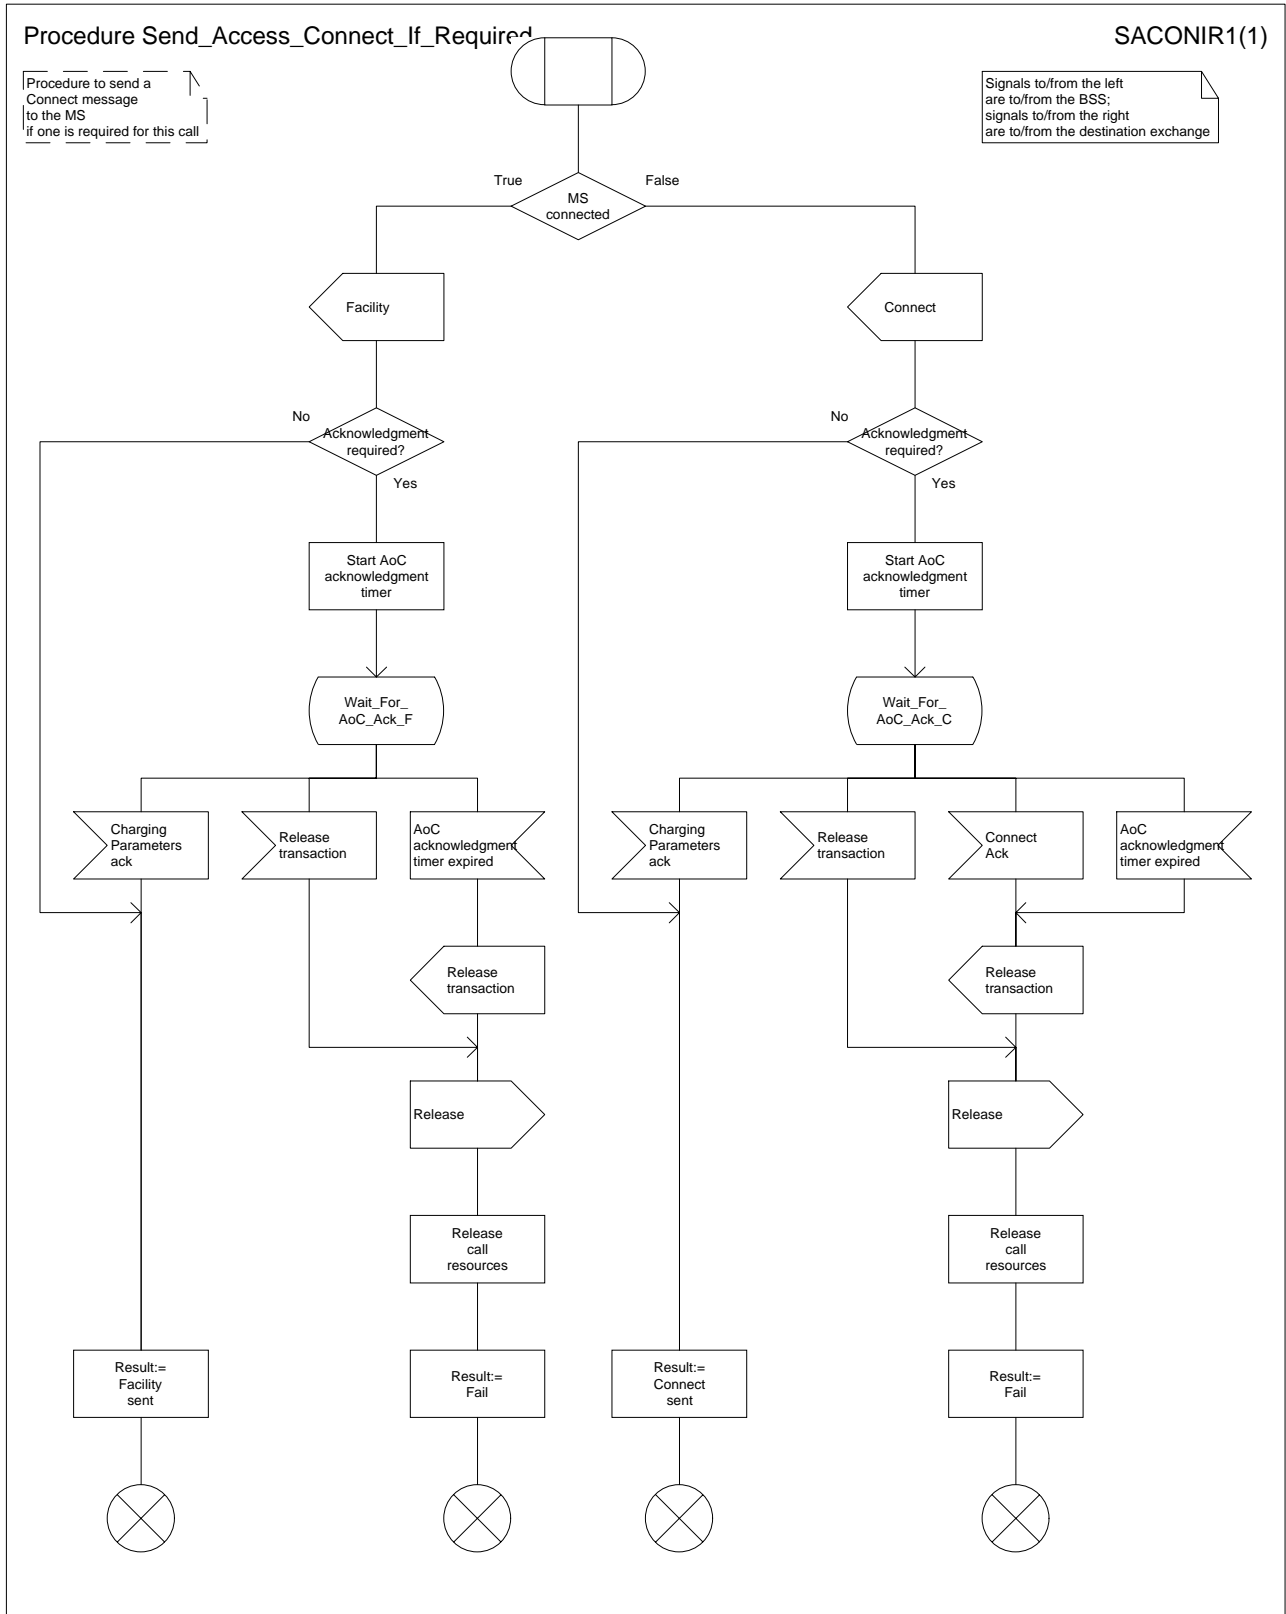 Procedure Send_Access_Connect_If_Required
SACONIR1(1)
Procedure to send a
Connect message
to the MS
if one is required for this call
Signals to/from the left
are to/from the BSS;
signals to/from the right
are to/from the destination exchange
True
False
MS
connected
Facility
Connect
No
Acknowledgment
required?
Yes
No
Acknowledgment
required?
Yes
Start AoC
acknowledgment
timer
Start AoC
acknowledgment
timer
Wait_For_
AoC_Ack_F
Wait_For_
AoC_Ack_C
Charging
Parameters
ack
Release
transaction
AoC
acknowledgment
timer expired
Charging
Parameters
ack
Release
transaction
Connect
Ack
AoC
acknowledgment
timer expired
Release
transaction
Release
transaction
Release
Release
Release
call
resources
Release
call
resources
Result:=
Facility
sent
Result:=
Fail
Result:=
Connect
sent
Result:=
Fail